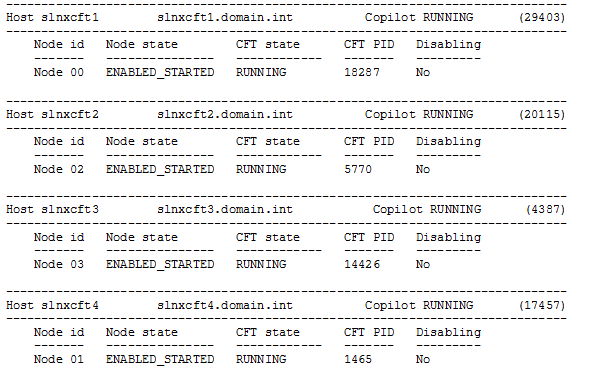 Host slnxcft1 slnxcft1.domain.int Copilot RUNNING (29403)
Node id Node state CFT state CFT PID Disabling
Node 00 ENABLED_STARTED RUNNING 18287 No
Host slnxcft2 slnxcft2.domain.int Copilot RUNNING (20115)
Node id Node state CFT state CFT PID Disabling
Node 02 ENABLED_STARTED RUNNING 5770 No
Host slnxcft3 slnxcft3.domain.int Copilot RUNNING (4387)
Node id Node state CFT state CFT PID Disabling
Node 03 ENABLED_STARTED RUNNING 14426 No
Host slnxcft4 slnxcft4.domain.int Copilot RUNNING (17457)
Node id Node state CFT state CFT PID Disabling
Node 01 ENABLED_STARTED RUNNING 1465 No